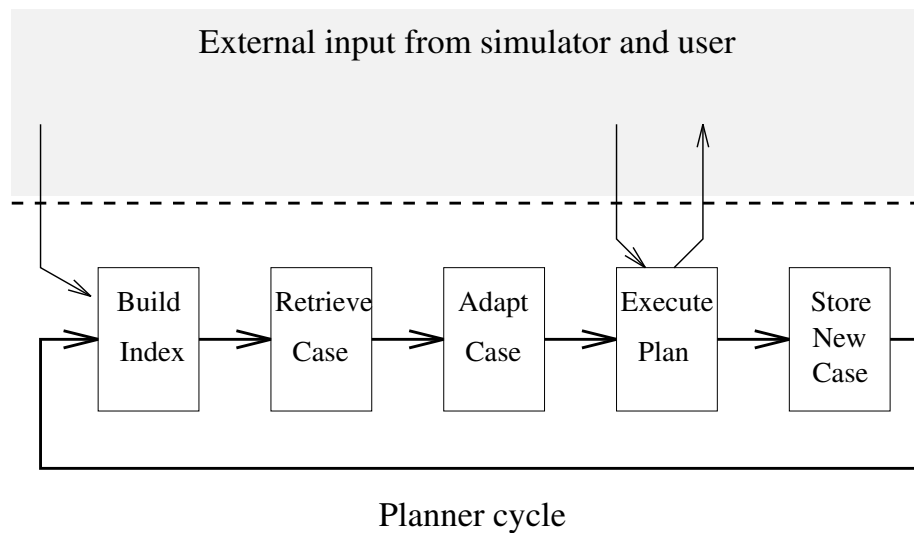 External input from simulator and user
Build
Index
Retrieve
Case
Adapt
Case
Execute
Plan
Store
New
Case
Planner cycle